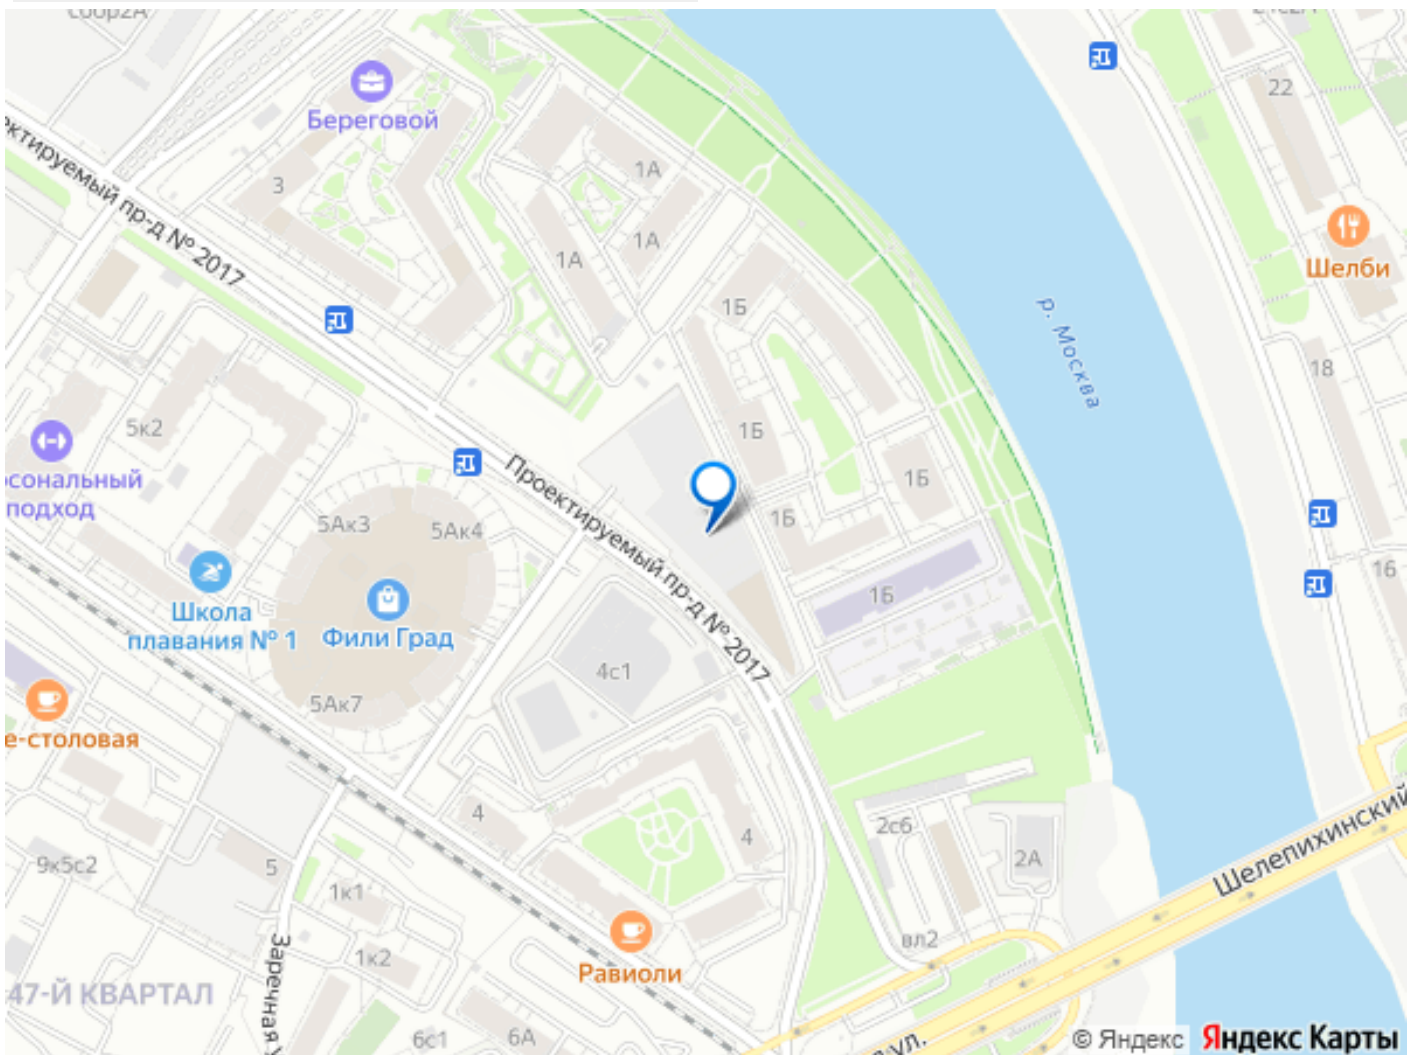 22
Береговой
1А
3
1А
1А
Проектируемый пр-д № 2017
Шелби
1Б
р. Москва
18
5к2
1Б
сональный
подход
1Б
Проектируемый пр-д № 2017
5Ак3
5Ак4
1Б
16
1Б
Школа
плавания № 1
Фили Град
4с1
5Ак7
е-столовая
Шелепихинский
4
4
2с6
2А
9к5с2
5
1к1
вл2
Заречная у
1к2
Равиоли
47-Й КВАРТАЛ
6с1
6А
ул.
© Яндекс
Яндекс Карты